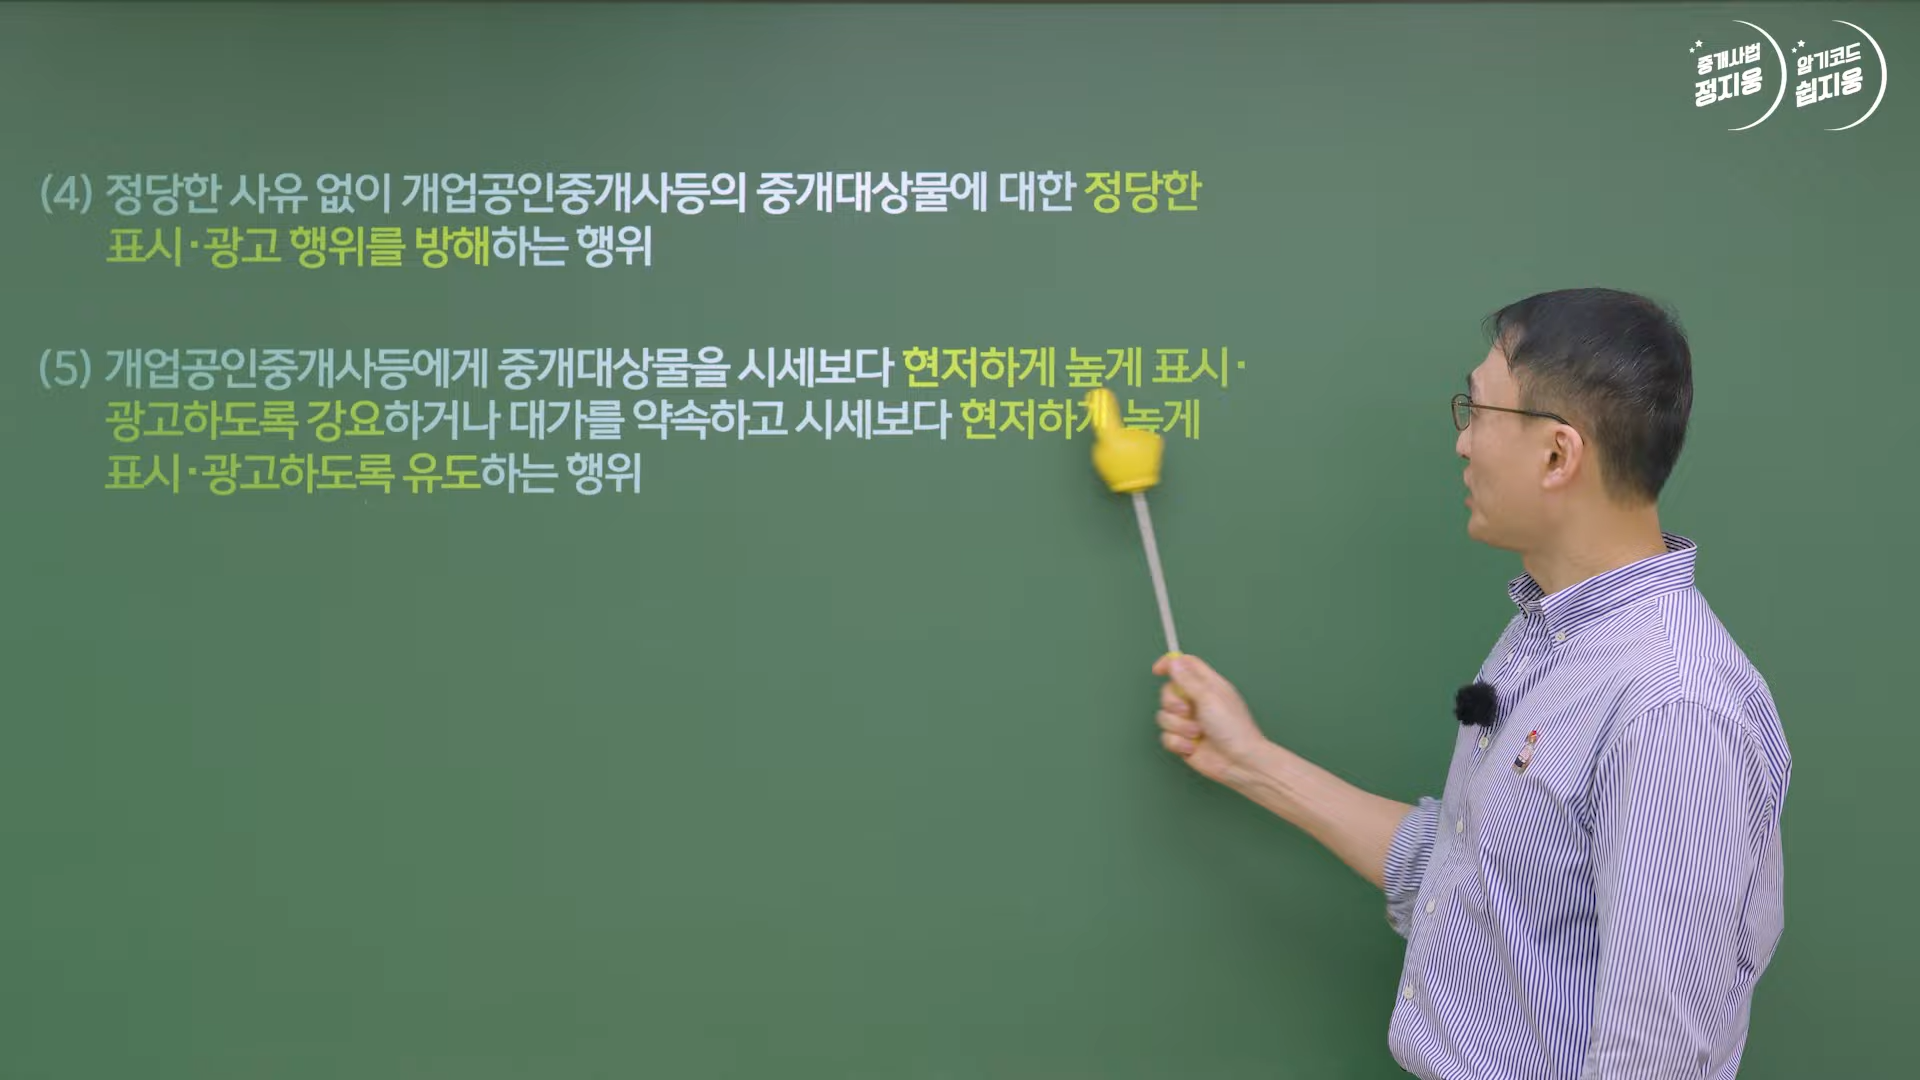 중개사법
정지웅
암기코드
쉽지웅
(4) 정당한 사유 없이 개업공인중개사등의 중개대상물에 대한 정당한
표시·광고 행위를 방해하는 행위
(5) 개업공인중개사등에게 중개대상물을 시세보다 현저하게 높게 표시·
광고하도록 강요하거나 대가를 약속하고 시세보다 현저하게 높게
표시·광고하도록 유도하는 행위